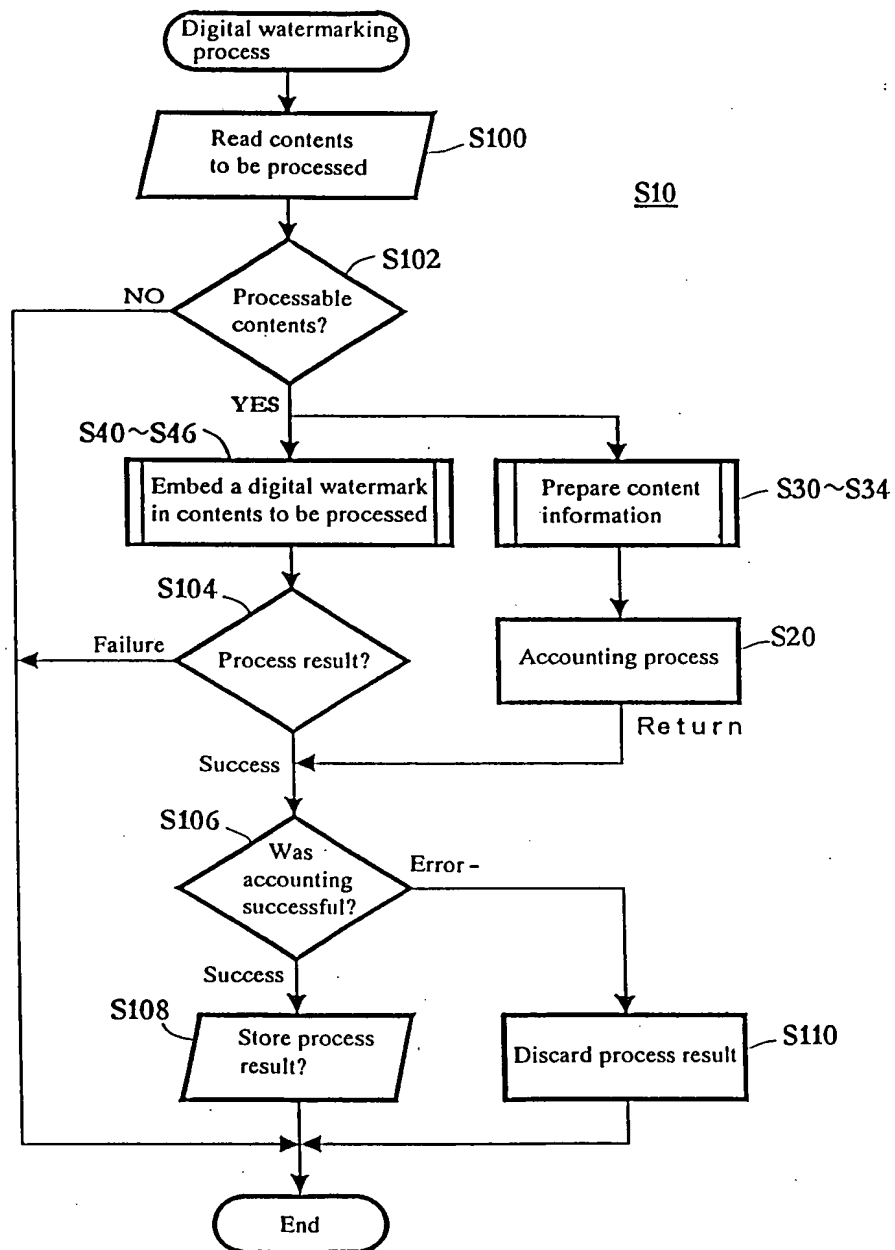 Digital watermarking
process
Read contents
to be processed
S100
S10
S102
NO
Processable
contents?
YES
S40~S46
Embed a digital watermark
in contents to be processed
Prepare content
information
S30~S34
S104
Failure
Process result?
Accounting process
S20
Return
Success
S106
Was
accounting
successful?
Error-
Success
S108
Store process
result?
Discard process result
S110
End